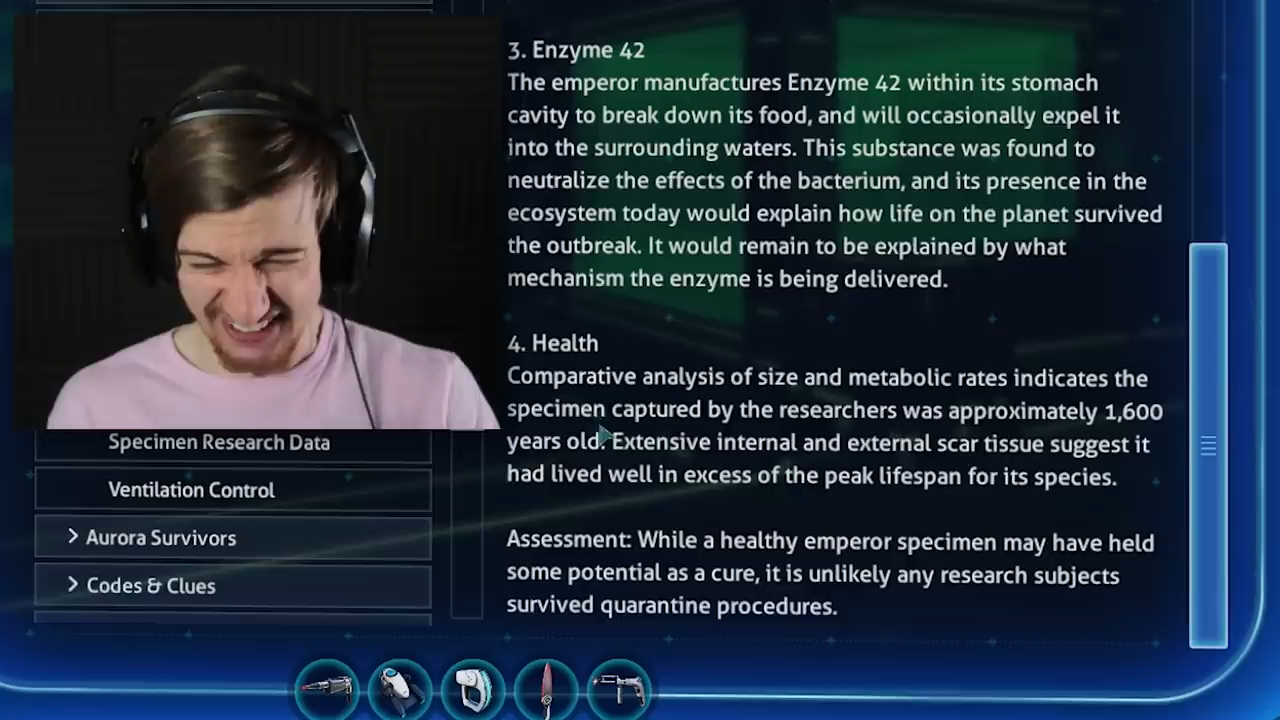 3. Enzyme 42
The emperor manufactures Enzyme 42 within its stomach
cavity to break down its food, and will occasionally expel it
into the surrounding waters. This substance was found to
neutralize the effects of the bacterium, and its presence in the
ecosystem today would explain how life on the planet survived
the outbreak. It would remain to be explained by what
mechanism the enzyme is being delivered.
4. Health
Comparative analysis of size and metabolic rates indicates the
specimen captured by the researchers was approximately 1,600
years old. Extensive internal and external scar tissue suggest it
had lived well in excess of the peak lifespan for its species.
Assessment: While a healthy emperor specimen may have held
some potential as a cure, it is unlikely any research subjects
survived quarantine procedures.
Specimen Research Data
Ventilation Control
> Aurora Survivors
> Codes & Clues